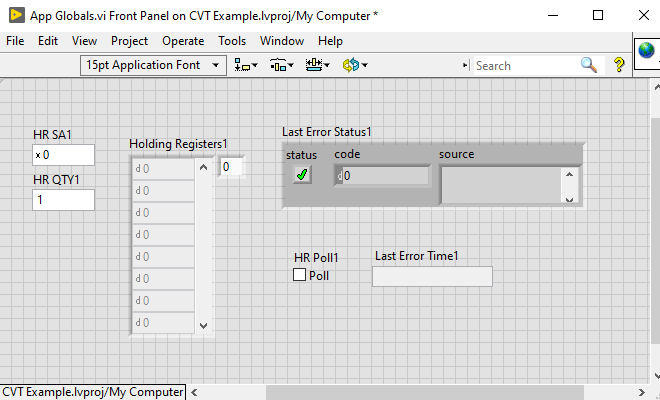 App Globals.vi Front Panel on CVT Example.lvproj/My Computer *
File Edit View Project Operate Tools Window Help
15pt Application Font Search ?
HR SA1
x 0
HR QTY1
1
Holding Registers1
0
d 0
d 0
d 0
d 0
d 0
d 0
d 0
d 0
Last Error Status1
status code source
d 0
HR Poll1
Poll
Last Error Time1
CVT Example.lvproj/My Computer